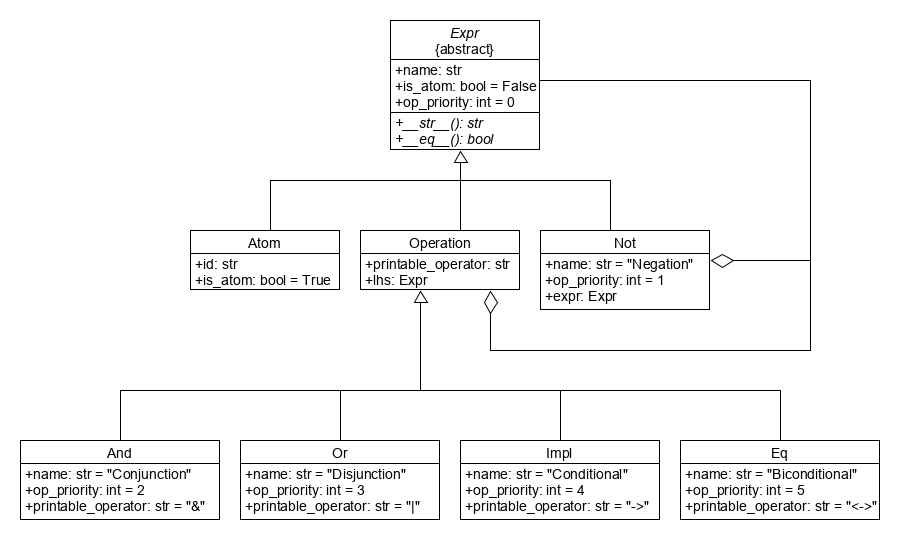 Expr
{abstract}
+name: str
+is_atom: bool = False
+op_priority: int = 0
+__str__(): str
+__eq__(): bool
Atom
+id: str
+is_atom: bool = True
Operation
+printable_operator: str
+lhs: Expr
Not
+name: str = "Negation"
+op_priority: int = 1
+expr: Expr
And
+name: str = "Conjunction"
+op_priority: int = 2
+printable_operator: str = "&"
Or
+name: str = "Disjunction"
+op_priority: int = 3
+printable_operator: str = "|"
Impl
+name: str = "Conditional"
+op_priority: int = 4
+printable_operator: str = "->"
Eq
+name: str = "Biconditional"
+op_priority: int = 5
+printable_operator: str = "<->"